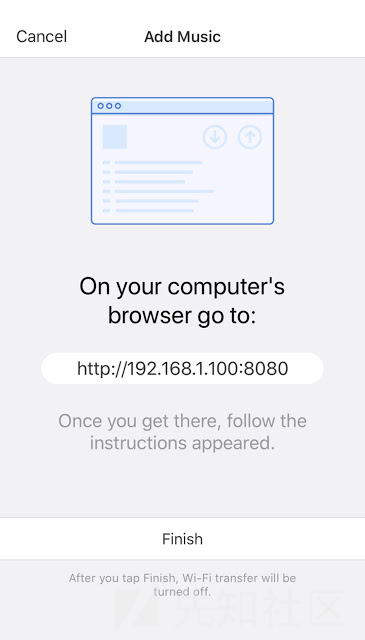 Cancel
Add Music
On your computer's
browser go to:
http://192.168.1.100:8080
Once you get there, follow the
instructions appeared.
Finish
After you tap Finish, Wi-Fi transfer will be
turned off.
先知社区